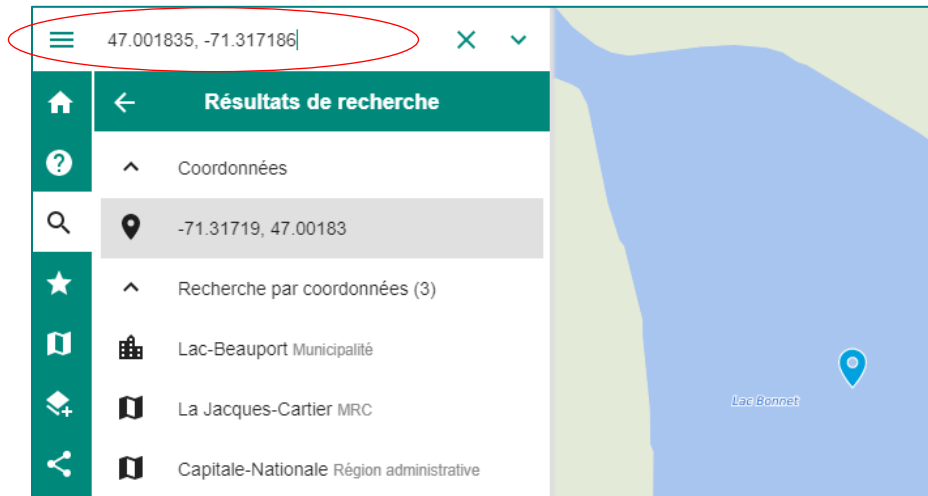 47.001835, -71.317186
Résultats de recherche
Coordonnées
-71.31719, 47.00183
Recherche par coordonnées (3)
Lac-Beauport Municipalité
La Jacques-Cartier MRC
Capitale-Nationale Région administrative
Lac Bonnet